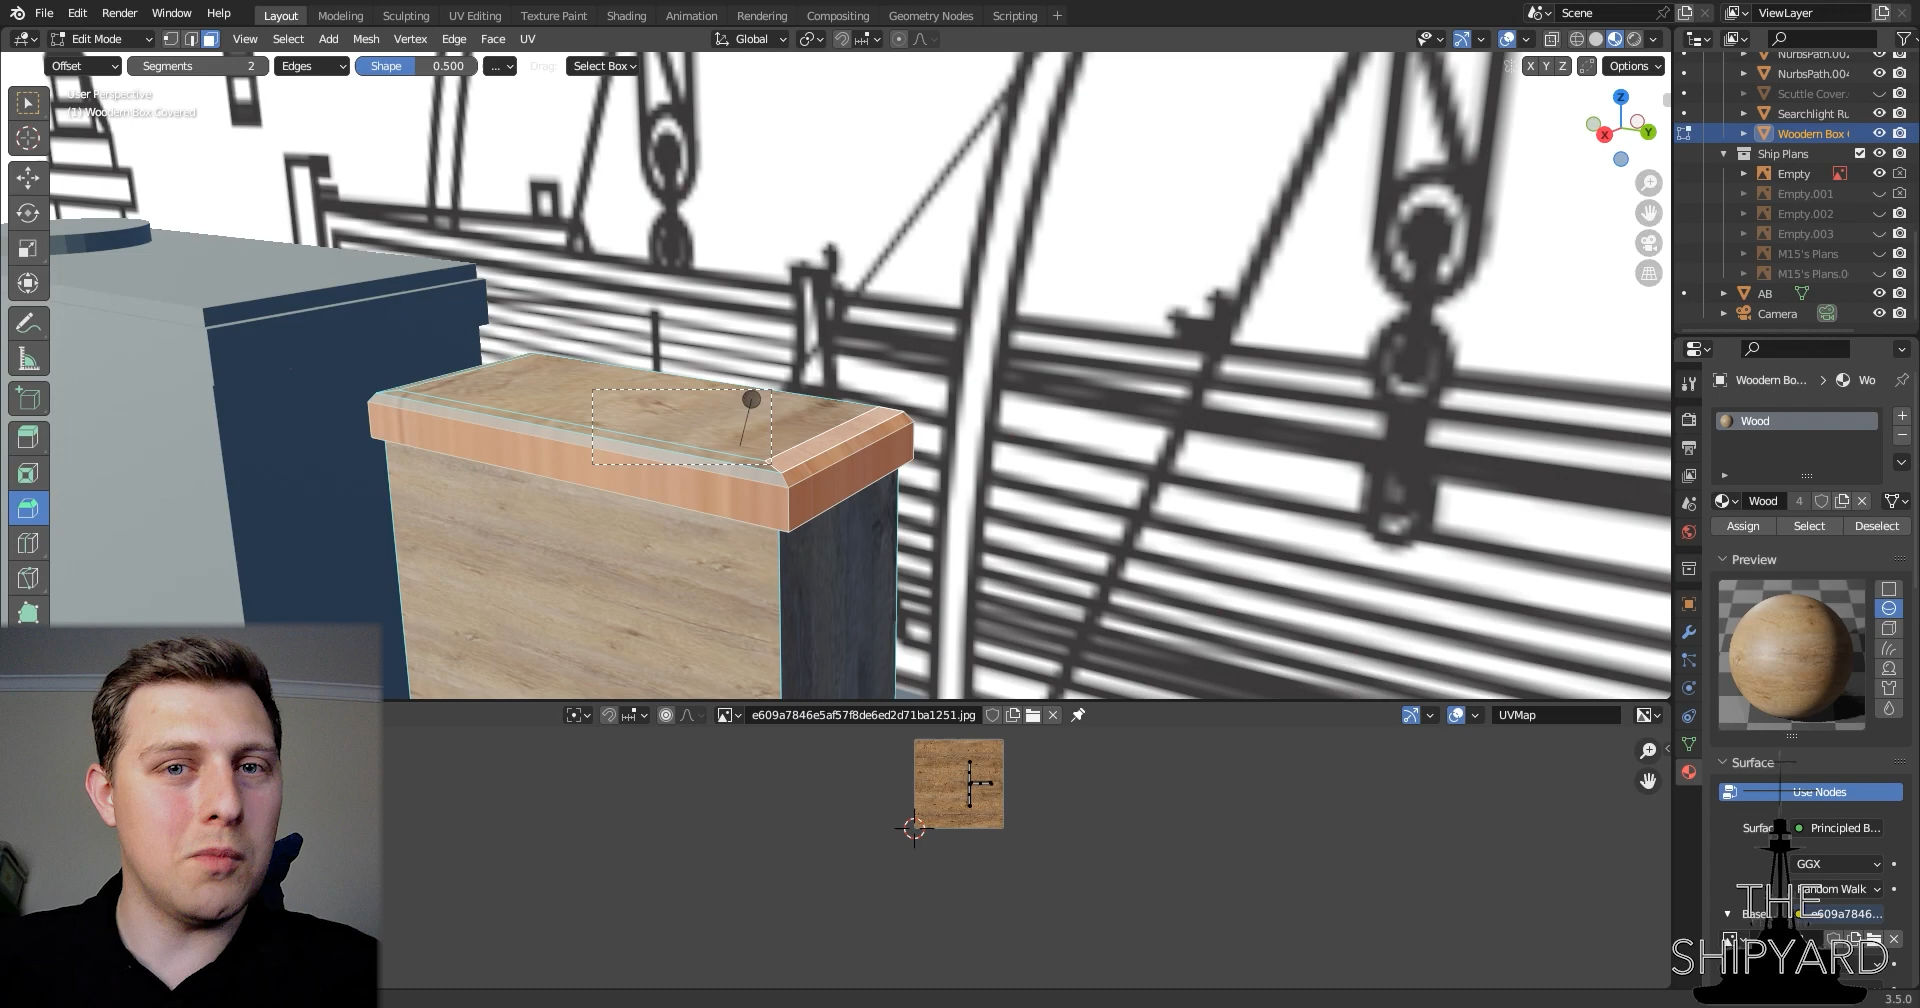 File Edit Render Window Help Layout Modeling Sculpting UV Editing Texture Paint Shading Animation Rendering Compositing Geometry Nodes Scripting + Scene ViewLayer
Edit Mode View Select Add Mesh Vertex Edge Face UV Global
Offset Segments 2 Edges Shape 0.500 ... Drag: Select Box X Y Z Options
User Perspective
(1) Woodern Box Covered
Z
X
Y
NurbsPath.002
NurbsPath.004
Scuttle Cover.
Searchlight Ru
Woodern Box (
Ship Plans
Empty
Empty.001
Empty.002
Empty.003
M15's Plans
M15's Plans.0
AB
Camera
Woodern Bo... > Wo
Wood
Wood 4
Assign Select Deselect
Preview
Surface
Use Nodes
Surfac Principled B...
GGX
Random Walk
Base e609a7846...
e609a7846e5af57f8de6ed2d71ba1251.jpg UVMap
THE
SHIPYARD
3.5.0